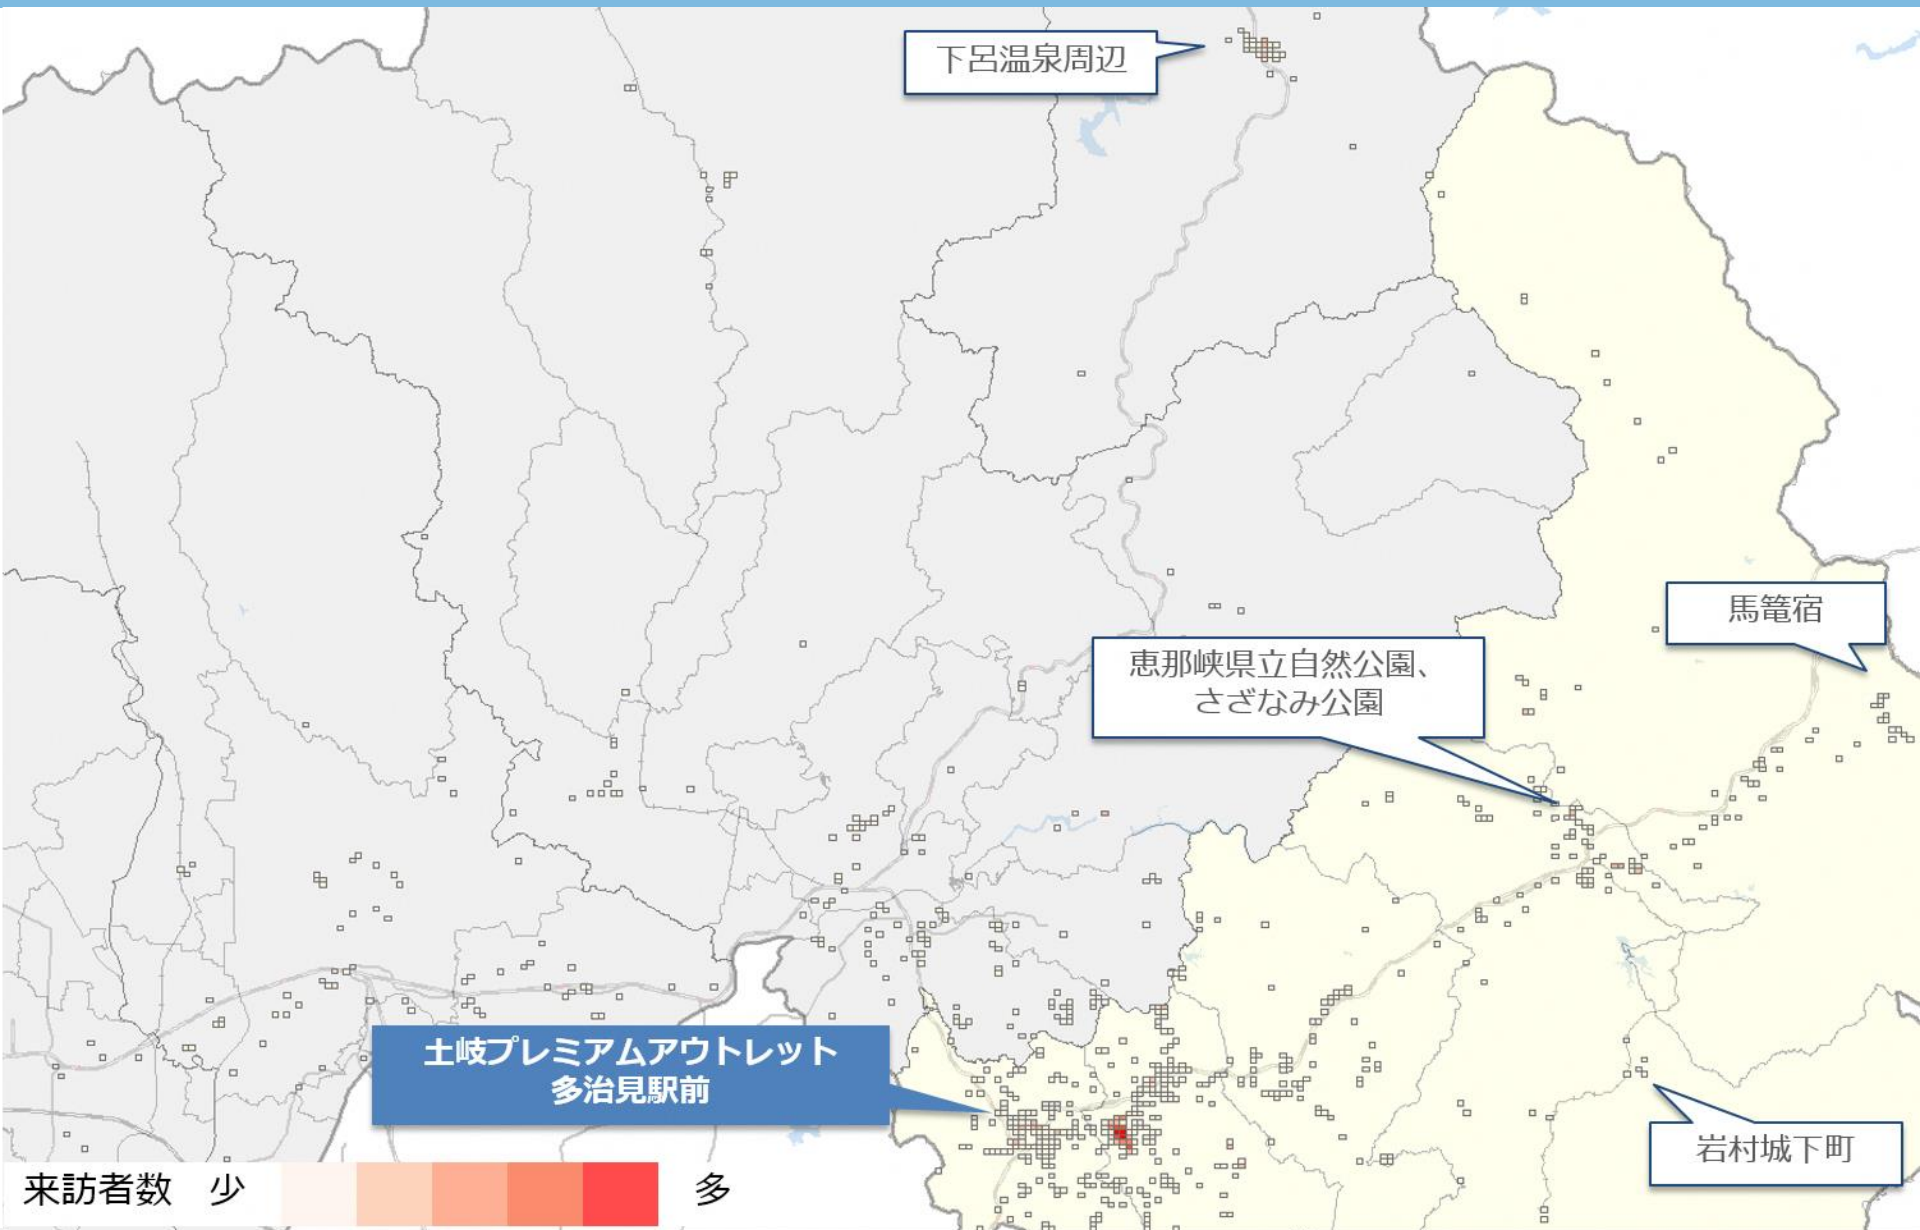 下呂温泉周辺
馬篭宿
恵那峡県立自然公園、
さざなみ公園
土岐プレミアムアウトレット
多治見駅前
岩村城下町
来訪者数 少 多